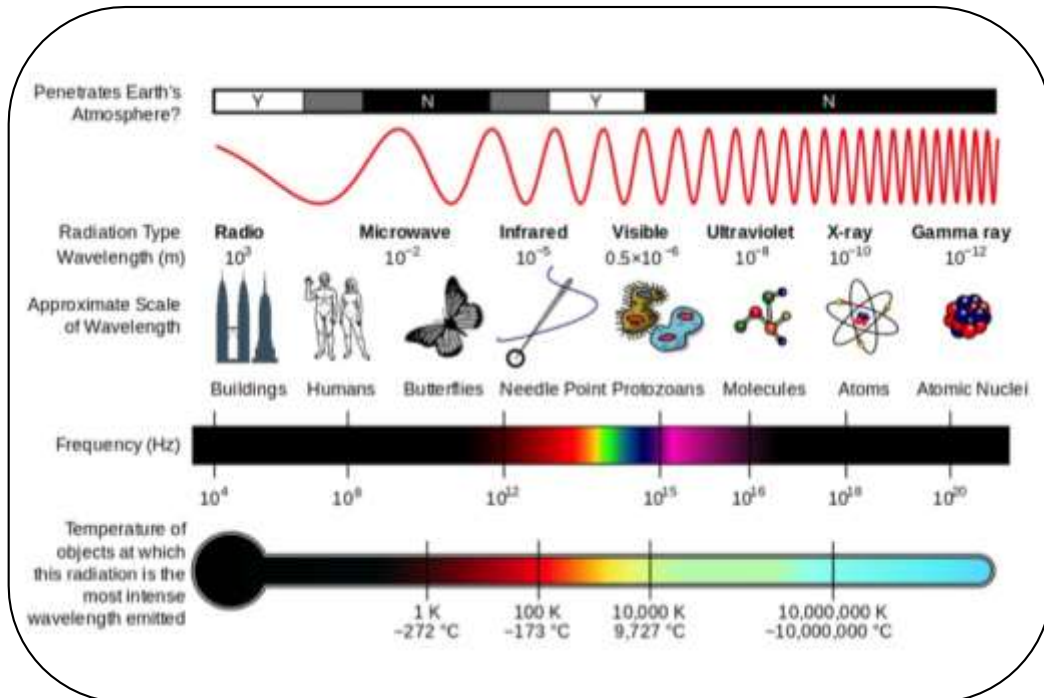 Penetrates Earth's
Atmosphere?
Y N Y N
Radiation Type Radio Microwave Infrared Visible Ultraviolet X-ray Gamma ray
Wavelength (m) 10³ 10⁻² 10⁻⁵ 0.5×10⁻⁶ 10⁻⁸ 10⁻¹⁰ 10⁻¹²
Approximate Scale
of Wavelength
Buildings Humans Butterflies Needle Point Protozoans Molecules Atoms Atomic Nuclei
Frequency (Hz)
10⁴ 10⁸ 10¹² 10¹⁵ 10¹⁶ 10¹⁸ 10²⁰
Temperature of
objects at which
this radiation is the
most intense
wavelength emitted
1 K 100 K 10,000 K 10,000,000 K
−272 °C −173 °C 9,727 °C ~10,000,000 °C